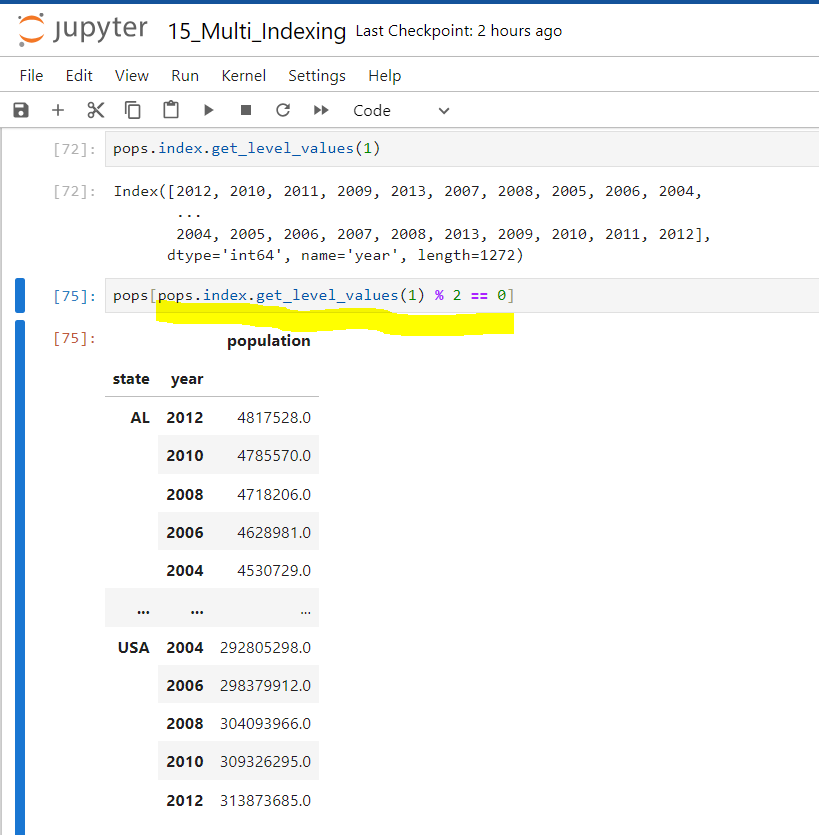 jupyter 15_Multi_Indexing Last Checkpoint: 2 hours ago
File Edit View Run Kernel Settings Help
Code
[72]: pops.index.get_level_values(1)
[72]: Index([2012, 2010, 2011, 2009, 2013, 2007, 2008, 2005, 2006, 2004,
...
2004, 2005, 2006, 2007, 2008, 2013, 2009, 2010, 2011, 2012],
dtype='int64', name='year', length=1272)
[75]: pops[pops.index.get_level_values(1) % 2 == 0]
[75]: population
state year
AL 2012 4817528.0
2010 4785570.0
2008 4718206.0
2006 4628981.0
2004 4530729.0
... ... ...
USA 2004 292805298.0
2006 298379912.0
2008 304093966.0
2010 309326295.0
2012 313873685.0